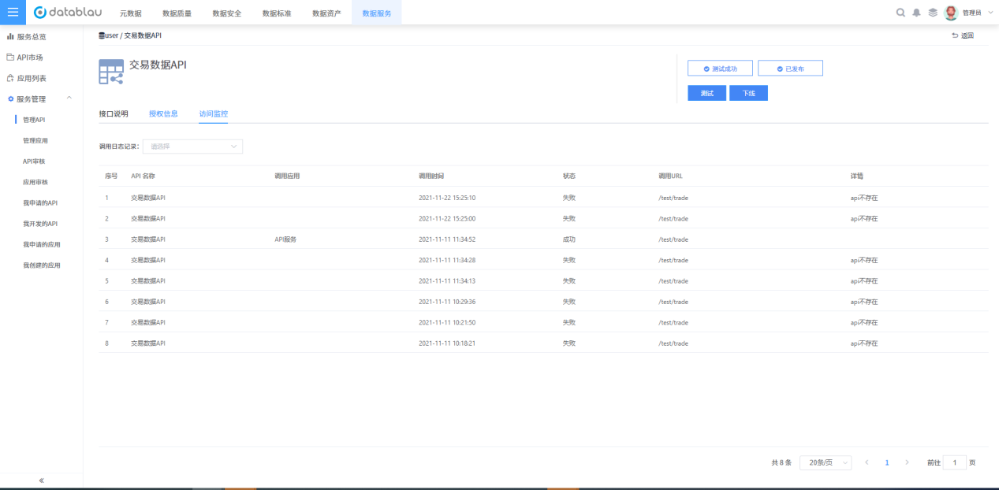 datablau 元数据 数据质量 数据安全 数据标准 数据资产 数据服务 管理员
服务总览
API市场
应用列表
服务管理
管理API
管理应用
API审核
应用审核
我申请的API
我开发的API
我申请的应用
我创建的应用
user / 交易数据API 返回
交易数据API
测试成功 已发布
测试 下线
接口说明 授权信息 访问监控
调用日志记录: 请选择
序号 API 名称 调用应用 调用时间 状态 调用URL 详情
1 交易数据API 2021-11-22 15:25:10 失败 /test/trade api不存在
2 交易数据API 2021-11-22 15:25:00 失败 /test/trade api不存在
3 交易数据API API服务 2021-11-11 11:34:52 成功 /test/trade
4 交易数据API 2021-11-11 11:34:28 失败 /test/trade api不存在
5 交易数据API 2021-11-11 11:34:13 失败 /test/trade api不存在
6 交易数据API 2021-11-11 10:29:36 失败 /test/trade api不存在
7 交易数据API 2021-11-11 10:21:50 失败 /test/trade api不存在
8 交易数据API 2021-11-11 10:18:21 失败 /test/trade api不存在
共 8 条 20条/页 1 前往 1 页